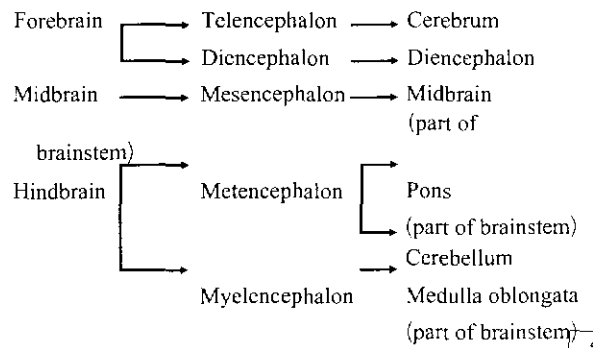 Forebrain Telencephalon Cerebrum
Diencephalon Diencephalon
Midbrain Mesencephalon Midbrain
(part of
brainstem)
Hindbrain Metencephalon Pons
(part of brainstem)
Cerebellum
Myelencephalon Medulla oblongata
(part of brainstem)